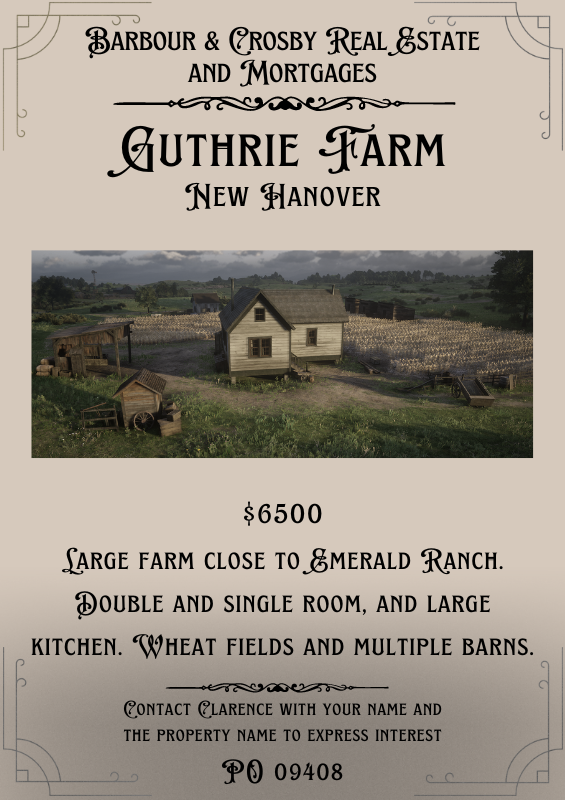 Barbour & Crosby Real Estate
and Mortgages
Guthrie Farm
New Hanover
$6500
Large farm close to Emerald Ranch.
Double and single room, and large
kitchen. Wheat fields and multiple barns.
Contact Clarence with your name and
the property name to express interest
PO 09408